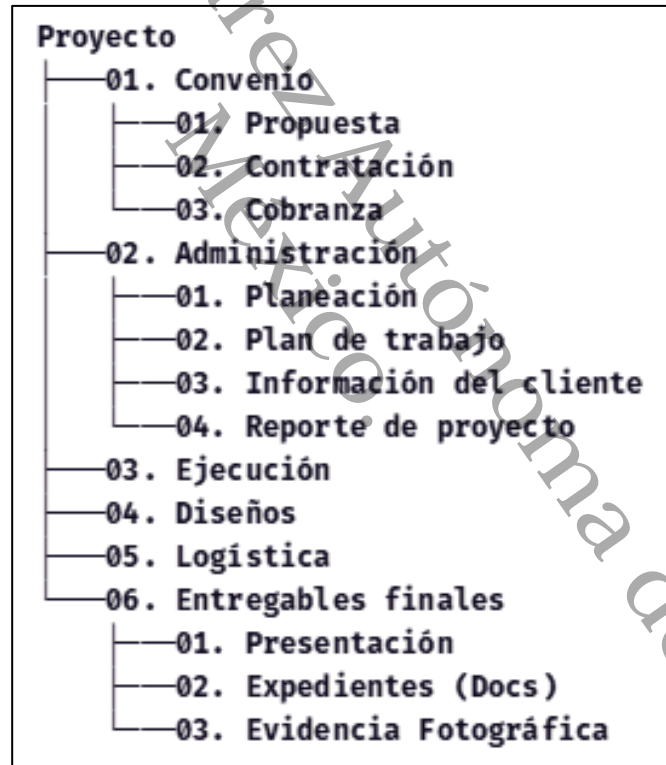 Proyecto
01. Convenio
01. Propuesta
02. Contratación
03. Cobranza
02. Administración
01. Planeación
02. Plan de trabajo
03. Información del cliente
04. Reporte de proyecto
03. Ejecución
04. Diseños
05. Logística
06. Entregables finales
01. Presentación
02. Expedientes (Docs)
03. Evidencia Fotográfica
Autónoma de
México.